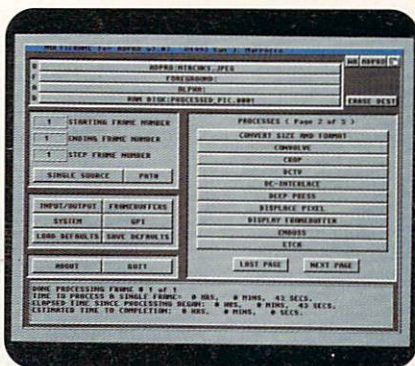 MULTIFRAME for ADPRO
WB ADPRO
ADPRO:
FOREGROUND:
ALPHA:
RAM DISK:PROCESSED_PIC.0001
ERASE DEST
1 STARTING FRAME NUMBER
1 ENDING FRAME NUMBER
1 STEP FRAME NUMBER
SINGLE SOURCE PATH
INPUT/OUTPUT FRAMEBUFFERS
SYSTEM GPI
LOAD DEFAULTS SAVE DEFAULTS
ABOUT QUIT
PROCESSES ( Page 2 of 5 )
CONVERT SIZE AND FORMAT
CONVOLVE
CROP
DCTV
DE-INTERLACE
DEEP PRESS
DISPLACE PIXEL
DISPLAY FRAMEBUFFER
EMBOSS
ETCH
LAST PAGE NEXT PAGE
DONE PROCESSING FRAME # 1 of 1
TIME TO PROCESS A SINGLE FRAME: 0 HRS, 0 MINS, 43 SECS.
ELAPSED TIME SINCE PROCESSING BEGAN: 0 HRS, 0 MINS, 43 SECS.
ESTIMATED TIME TO COMPLETION: 0 HRS, 0 MINS, 0 SECS.